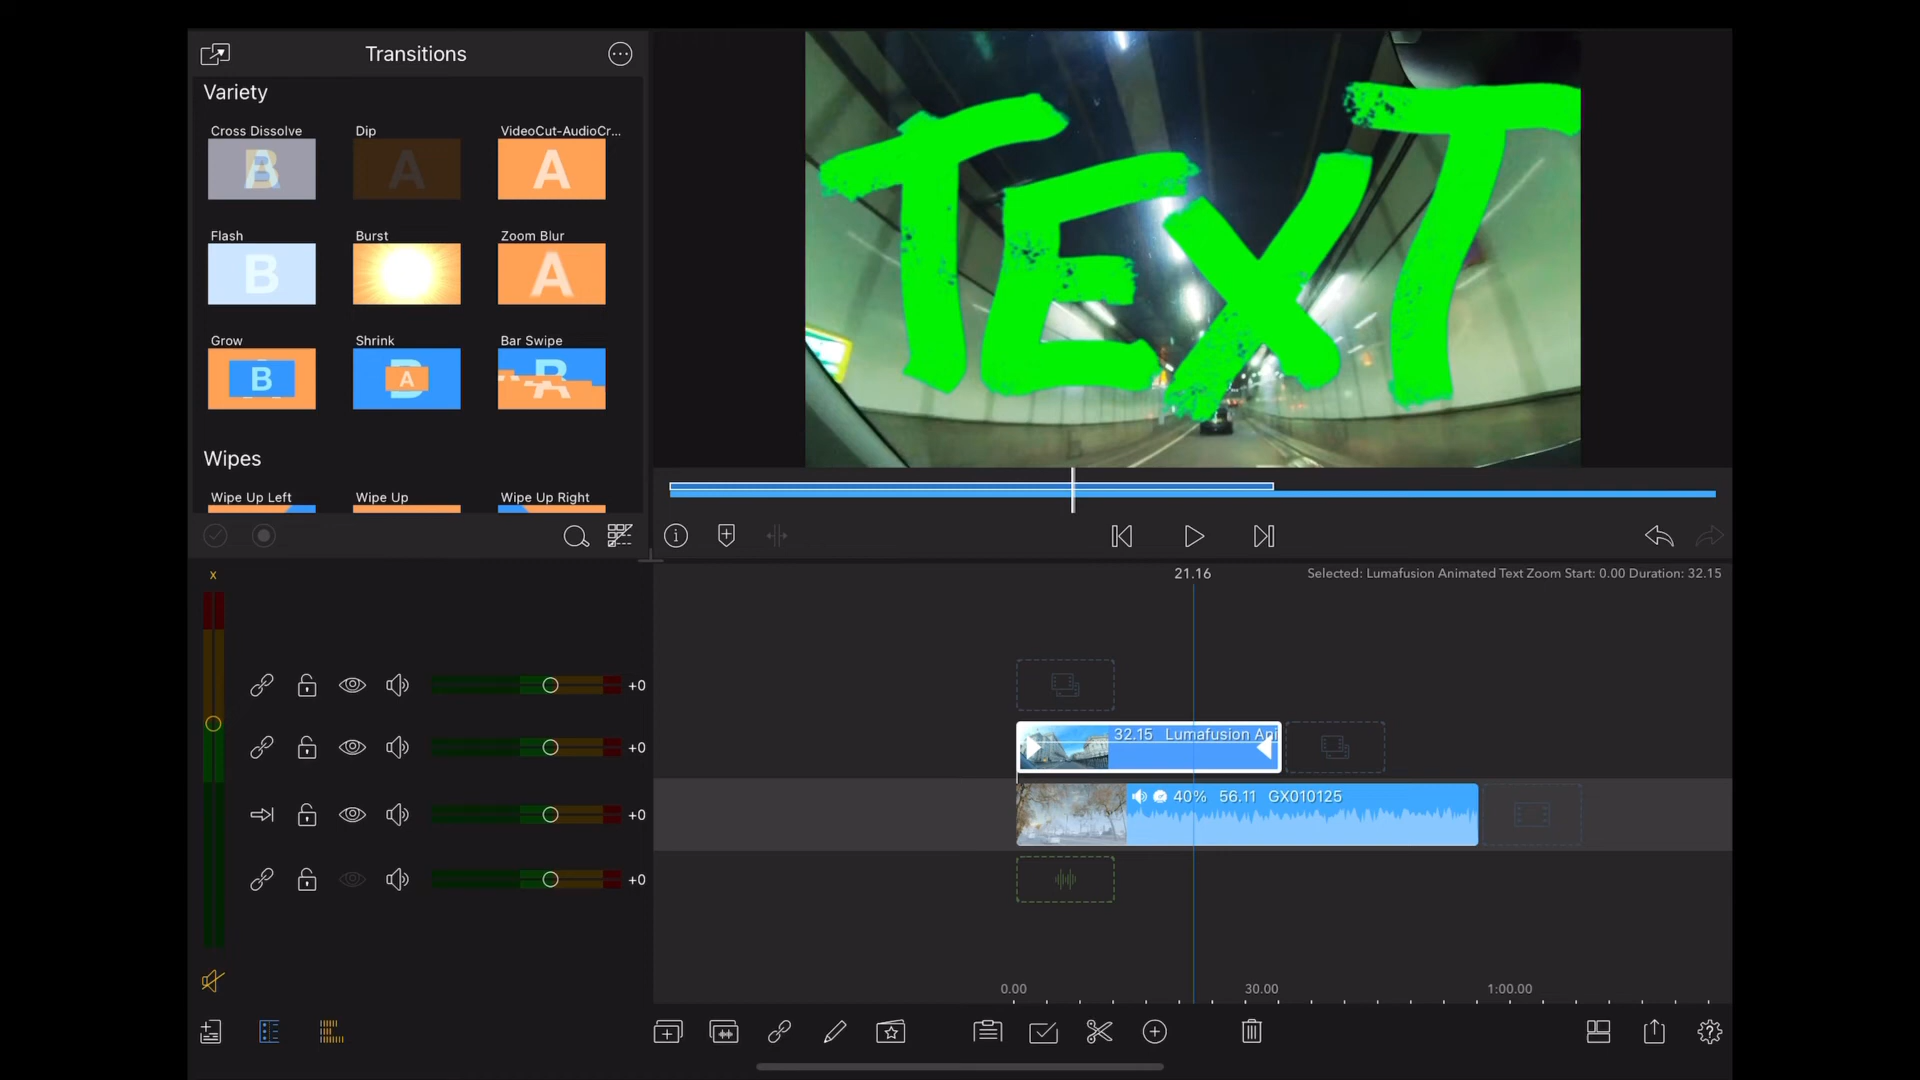 Transitions
Variety
Cross Dissolve
Dip
VideoCut-AudioCr...
B
A
A
Flash
Burst
Zoom Blur
B
A
Grow
Shrink
Bar Swipe
B
A
Wipes
Wipe Up Left
Wipe Up
Wipe Up Right
TEXT
21.16
Selected: Lumafusion Animated Text Zoom Start: 0.00 Duration: 32.15
x
+0
+0
32.15 Lumafusion Ani
+0
40% 56.11 GX010125
+0
0.00
30.00
1:00.00